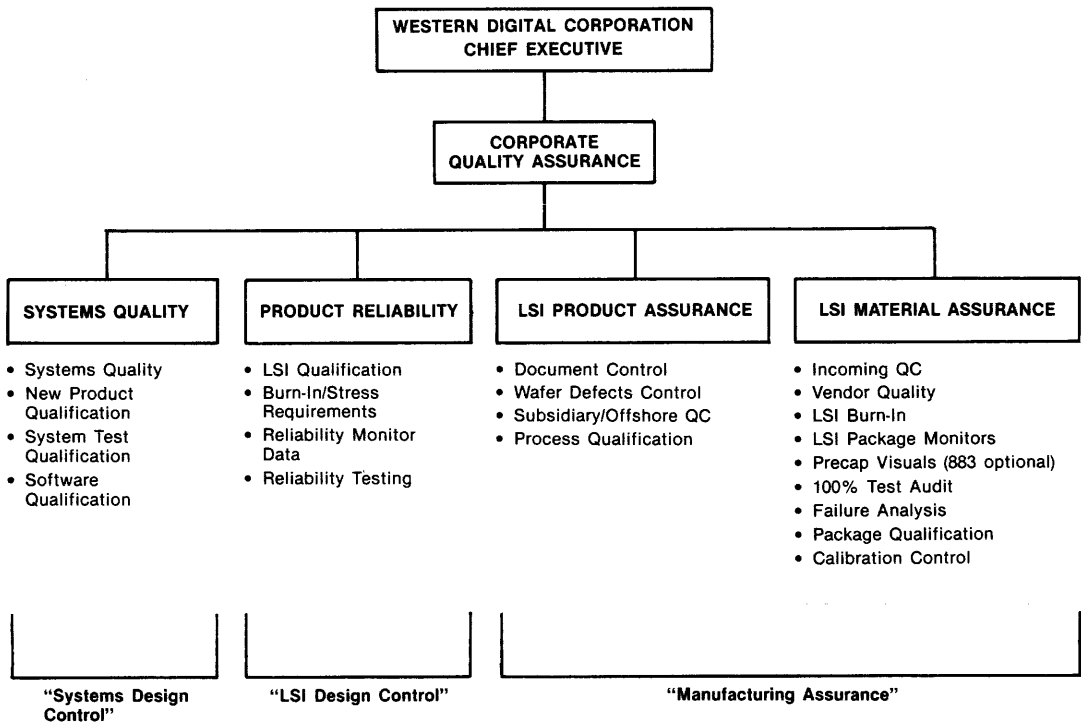 WESTERN DIGITAL CORPORATION
CHIEF EXECUTIVE
CORPORATE
QUALITY ASSURANCE
SYSTEMS QUALITY
• Systems Quality
• New Product
Qualification
• System Test
Qualification
• Software
Qualification
PRODUCT RELIABILITY
• LSI Qualification
• Burn-In/Stress
Requirements
• Reliability Monitor
Data
• Reliability Testing
LSI PRODUCT ASSURANCE
• Document Control
• Wafer Defects Control
• Subsidiary/Offshore QC
• Process Qualification
LSI MATERIAL ASSURANCE
• Incoming QC
• Vendor Quality
• LSI Burn-In
• LSI Package Monitors
• Precap Visuals (883 optional)
• 100% Test Audit
• Failure Analysis
• Package Qualification
• Calibration Control
“Systems Design
Control”
“LSI Design Control”
“Manufacturing Assurance”